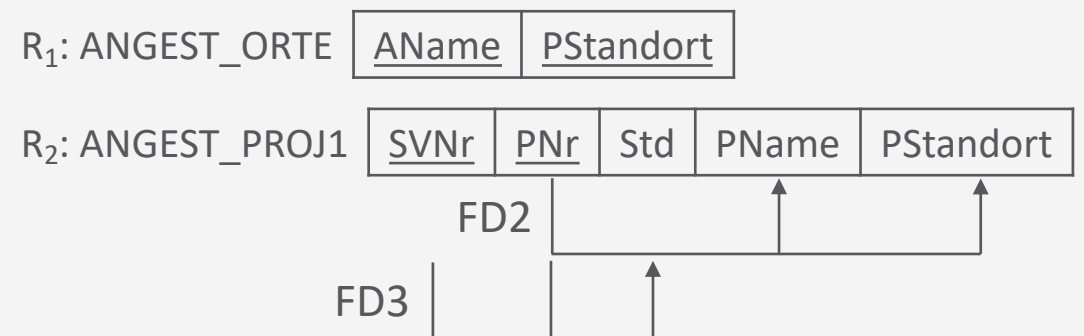 R₁: ANGEST_ORTE AName PStandort
R₂: ANGEST_PROJ1 SVNr PNr Std PName PStandort
FD2
FD3